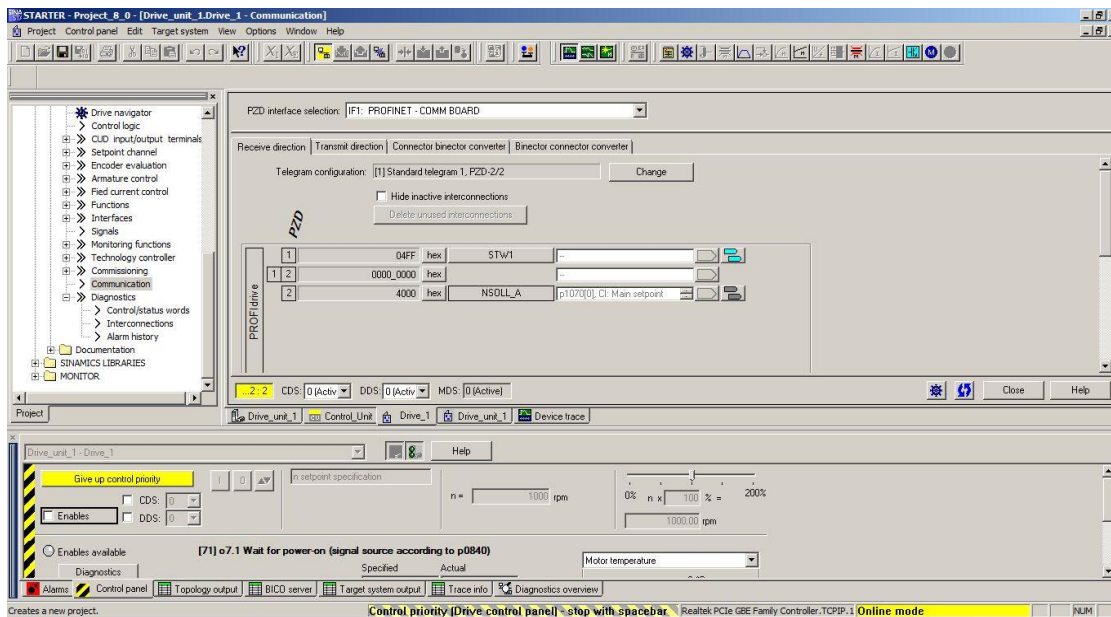 STARTER - Project_8_0 - [Drive_unit_1.Drive_1 - Communication]
Project Control panel Edit Target system View Options Window Help
Drive navigator
Control logic
CUD input/output terminals
Setpoint channel
Encoder evaluation
Armature control
Fied current control
Functions
Interfaces
Signals
Monitoring functions
Technology controller
Commissioning
Communication
Diagnostics
Control/status words
Interconnections
Alarm history
Documentation
SINAMICS LIBRARIES
MONITOR
Project
PZD interface selection: IF1: PROFINET - COMM BOARD
Receive direction Transmit direction Connector binector converter Binector connector converter
Telegram configuration: [1] Standard telegram 1, PZD-2/2 Change
Hide inactive interconnections
Delete unused interconnections
PZD
PROFIdrive
1 04FF hex STW1 --
1 2 0000_0000 hex --
2 4000 hex NSOLL_A p1070[0], CI: Main setpoint
...2 : 2 CDS: 0 (Activ DDS: 0 (Activ MDS: 0 (Active) Close Help
Drive_unit_1 Control_Unit Drive_1 Drive_unit_1 Device trace
Drive_unit_1 - Drive_1 Help
Give up control priority I 0 n setpoint specification
CDS: 0
Enables DDS: 0
n = 1000 rpm 0% n x 100 % = 200%
1000.00 rpm
Enables available [71] o7.1 Wait for power-on (signal source according to p0840) Motor temperature
Diagnostics Specified Actual
Alarms Control panel Topology output BICO server Target system output Trace info Diagnostics overview
Creates a new project. Control priority (Drive control panel) - stop with spacebar Realtek PCIe GBE Family Controller.TCPIP.1 Online mode NUM